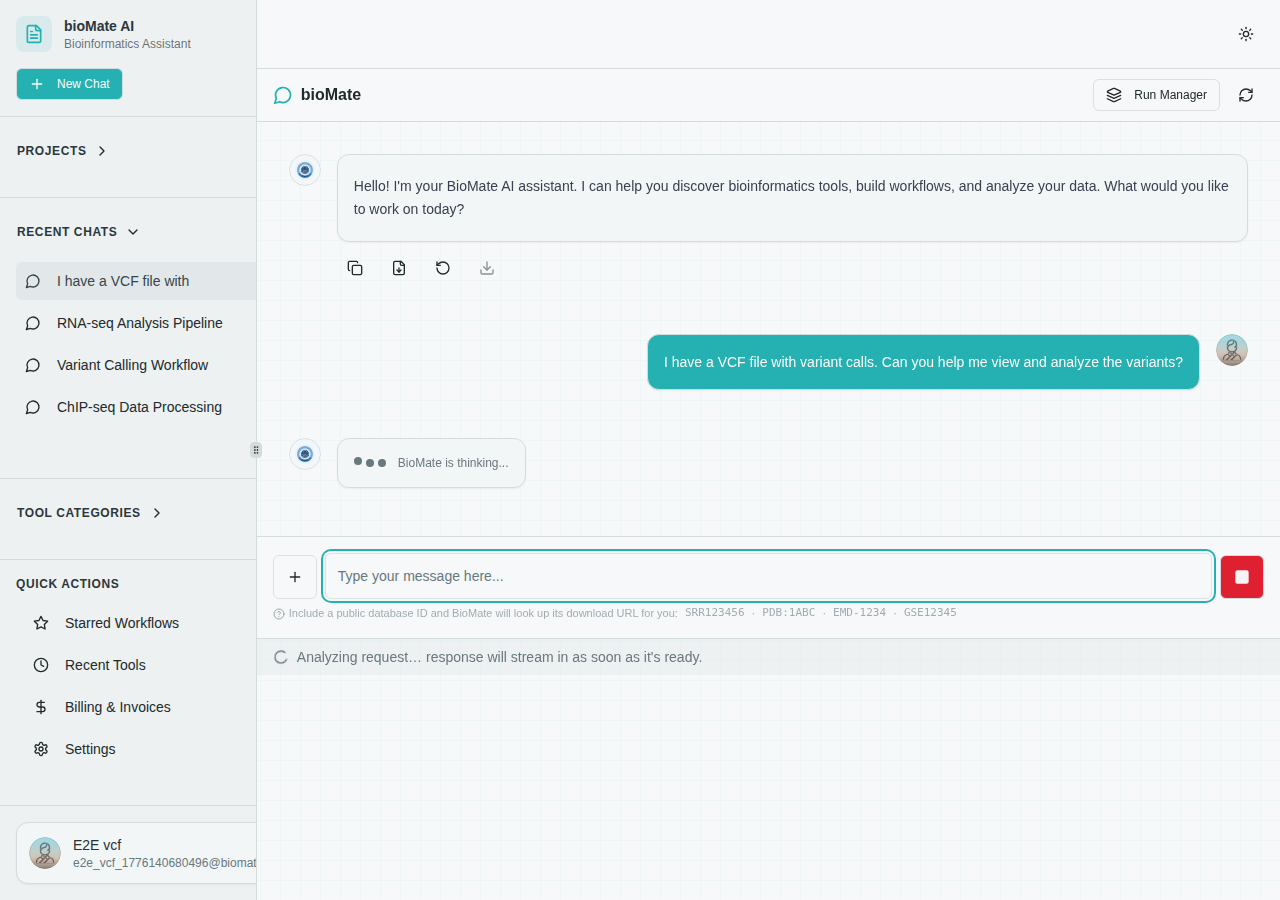 bioMate AI
Bioinformatics Assistant
New Chat
PROJECTS
RECENT CHATS
I have a VCF file with
RNA-seq Analysis Pipeline
Variant Calling Workflow
ChIP-seq Data Processing
TOOL CATEGORIES
QUICK ACTIONS
Starred Workflows
Recent Tools
Billing & Invoices
Settings
E2E vcf
e2e_vcf_1776140680496@biomat
bioMate
Run Manager
Hello! I'm your BioMate AI assistant. I can help you discover bioinformatics tools, build workflows, and analyze your data. What would you like
to work on today?
I have a VCF file with variant calls. Can you help me view and analyze the variants?
BioMate is thinking...
Type your message here...
Include a public database ID and BioMate will look up its download URL for you: SRR123456 · PDB:1ABC · EMD-1234 · GSE12345
Analyzing request… response will stream in as soon as it's ready.